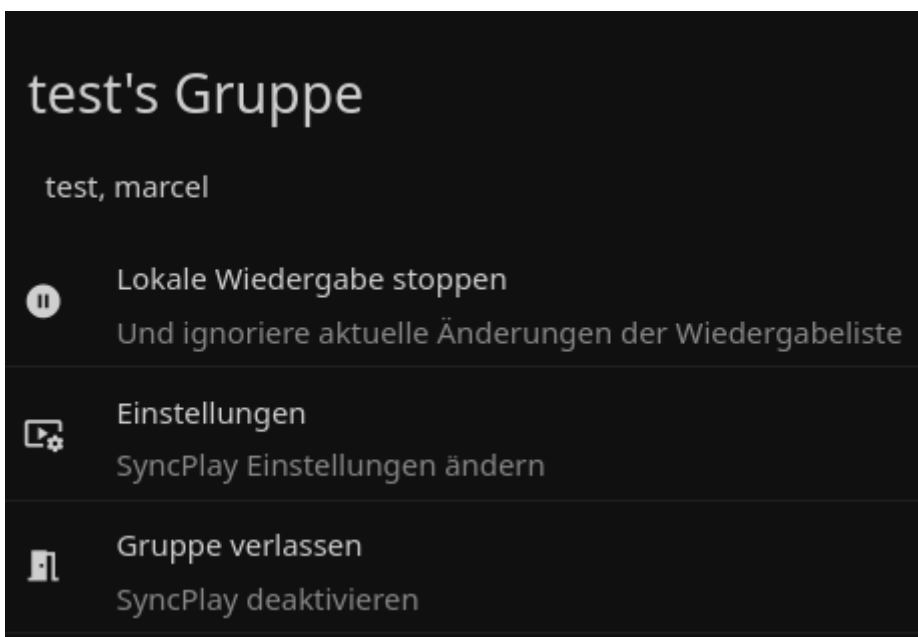 test's Gruppe
test, marcel
Lokale Wiedergabe stoppen
Und ignoriere aktuelle Änderungen der Wiedergabeliste
Einstellungen
SyncPlay Einstellungen ändern
Gruppe verlassen
SyncPlay deaktivieren